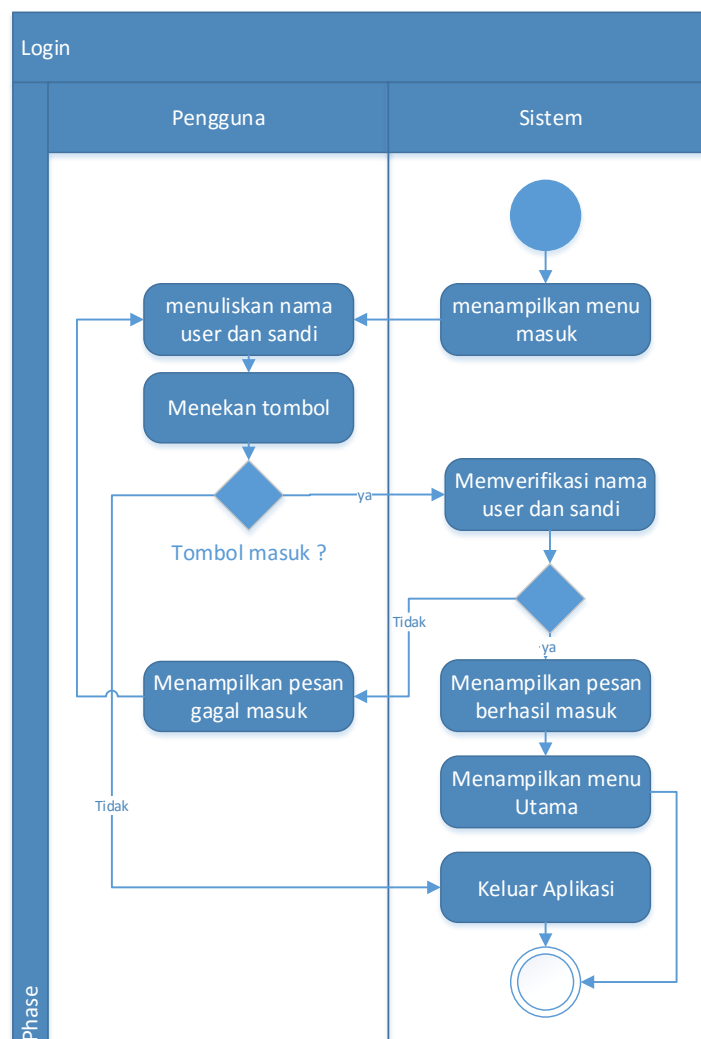 Login
Pengguna
Sistem
menuliskan nama
user dan sandi
menampilkan menu
masuk
Menekan tombol
Memverifikasi nama
user dan sandi
ya
Tombol masuk ?
Tidak
ya
Menampilkan pesan
gagal masuk
Menampilkan pesan
berhasil masuk
Menampilkan menu
Utama
Tidak
Keluar Aplikasi
Phase